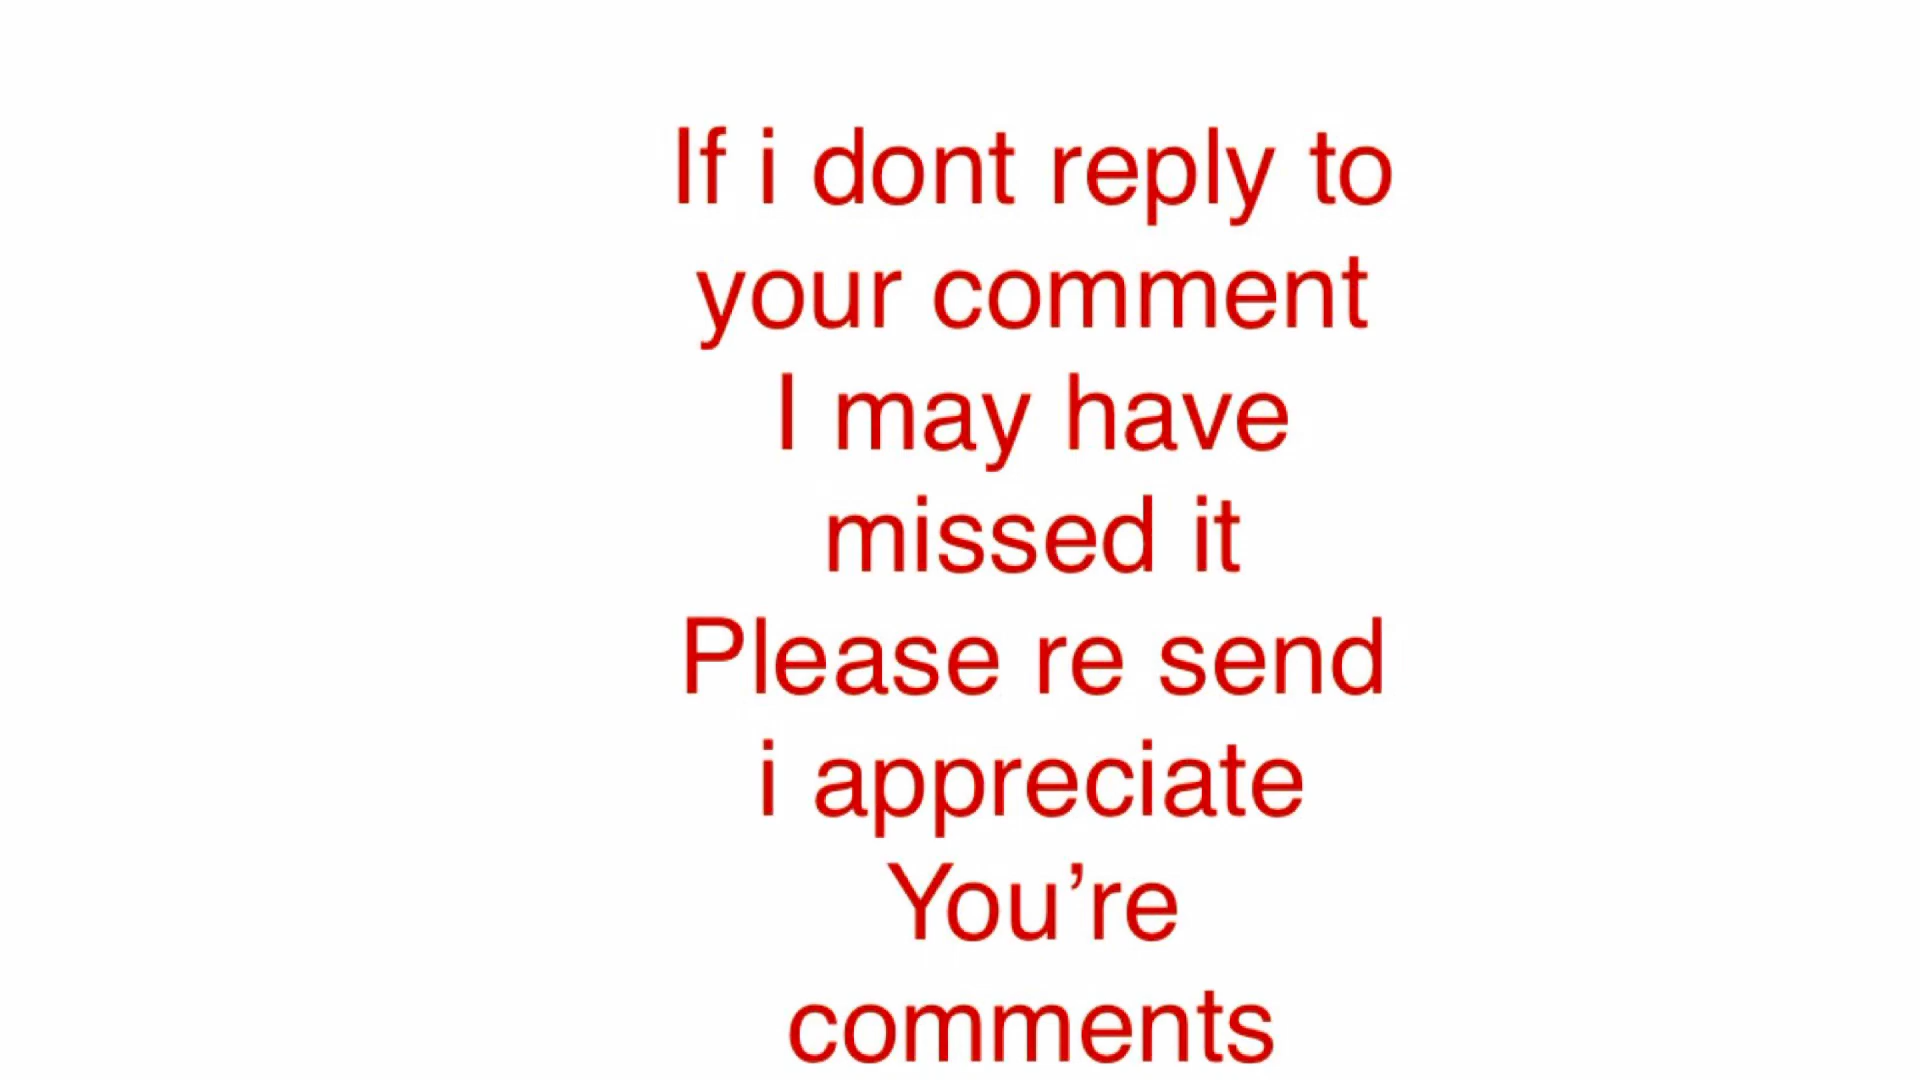 If i dont reply to
your comment
I may have
missed it
Please re send
i appreciate
You’re
comments